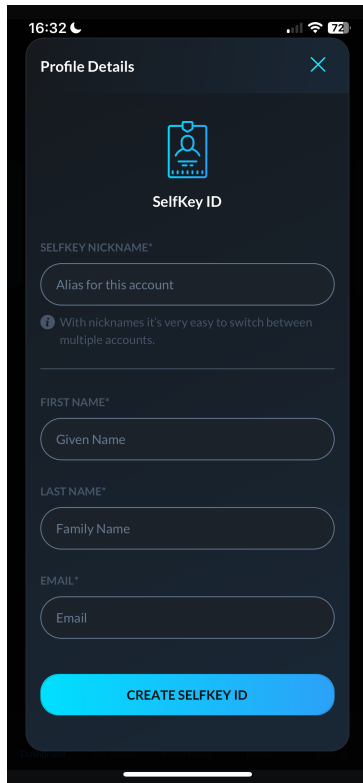 16:32
72
Profile Details
SelfKey ID
SELFKEY NICKNAME*
Alias for this account
With nicknames it's very easy to switch between
multiple accounts.
FIRST NAME*
Given Name
LAST NAME*
Family Name
EMAIL*
Email
CREATE SELFKEY ID